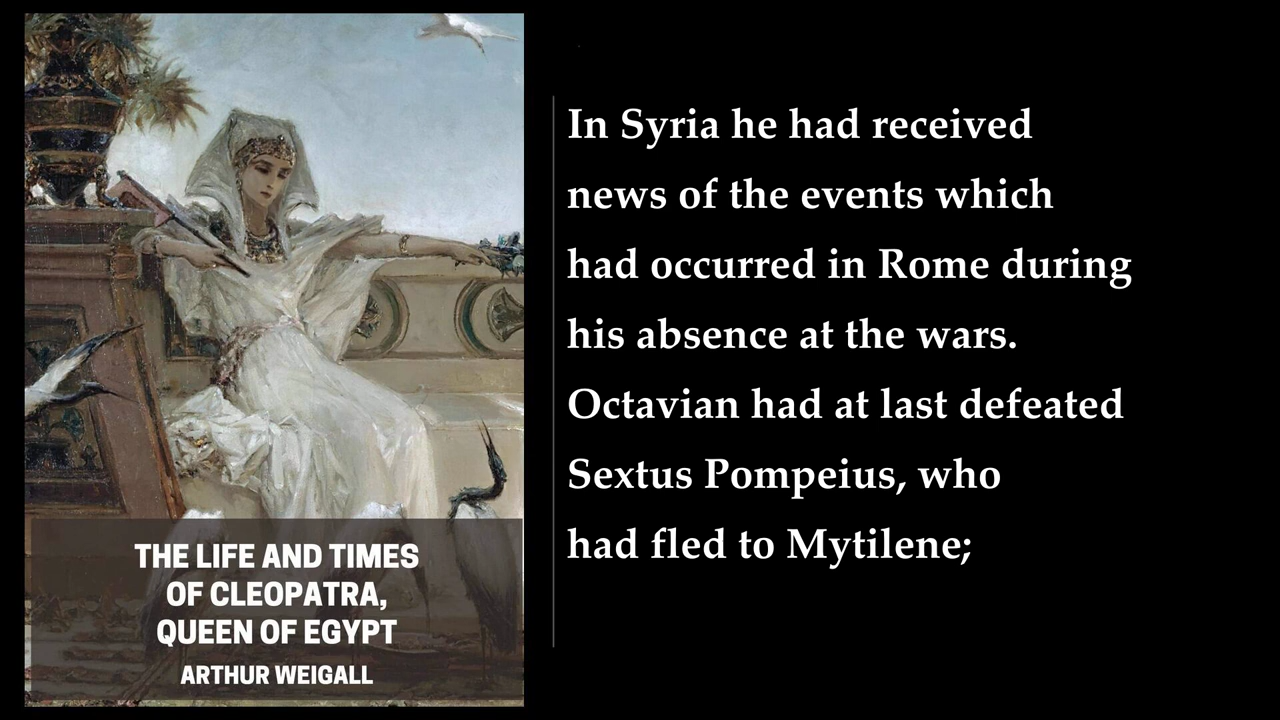 THE LIFE AND TIMES
OF CLEOPATRA,
QUEEN OF EGYPT
ARTHUR WEIGALL
In Syria he had received
news of the events which
had occurred in Rome during
his absence at the wars.
Octavian had at last defeated
Sextus Pompeius, who
had fled to Mytilene;